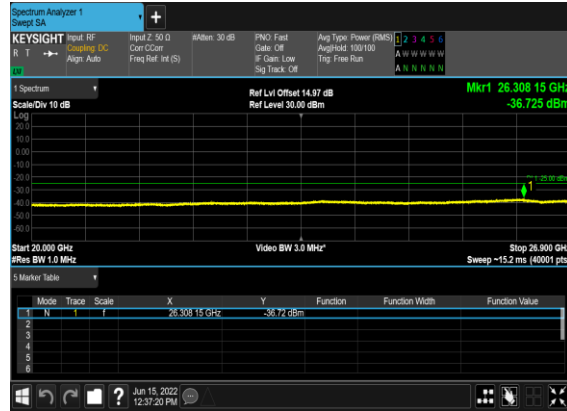 Spectrum Analyzer 1
Swept SA
+
KEYSIGHT Input: RF Input Z: 50 Ω #Atten: 30 dB PNO: Fast Avg Type: Power (RMS) 1 2 3 4 5 6
R T Coupling: DC Corr CCorr Gate: Off Avg|Hold: 100/100 A W W W W W
Align: Auto Freq Ref: Int (S) IF Gain: Low Trig: Free Run
Sig Track: Off A N N N N N
1 Spectrum Ref Lvl Offset 14.97 dB Mkr1 26.308 15 GHz
Scale/Div 10 dB Ref Level 30.00 dBm -36.725 dBm
Log
20.0
10.0
0.00
-10.0
-20.0
-25.00 dBm
1
-30.0
-40.0
-50.0
-60.0
Start 20.000 GHz Video BW 3.0 MHz* Stop 26.900 GHz
#Res BW 1.0 MHz Sweep ~15.2 ms (40001 pts)
5 Marker Table
Mode Trace Scale X Y Function Function Width Function Value
1 N 1 f 26.308 15 GHz -36.72 dBm
2
3
4
5
6
? Jun 15, 2022
12:37:20 PM